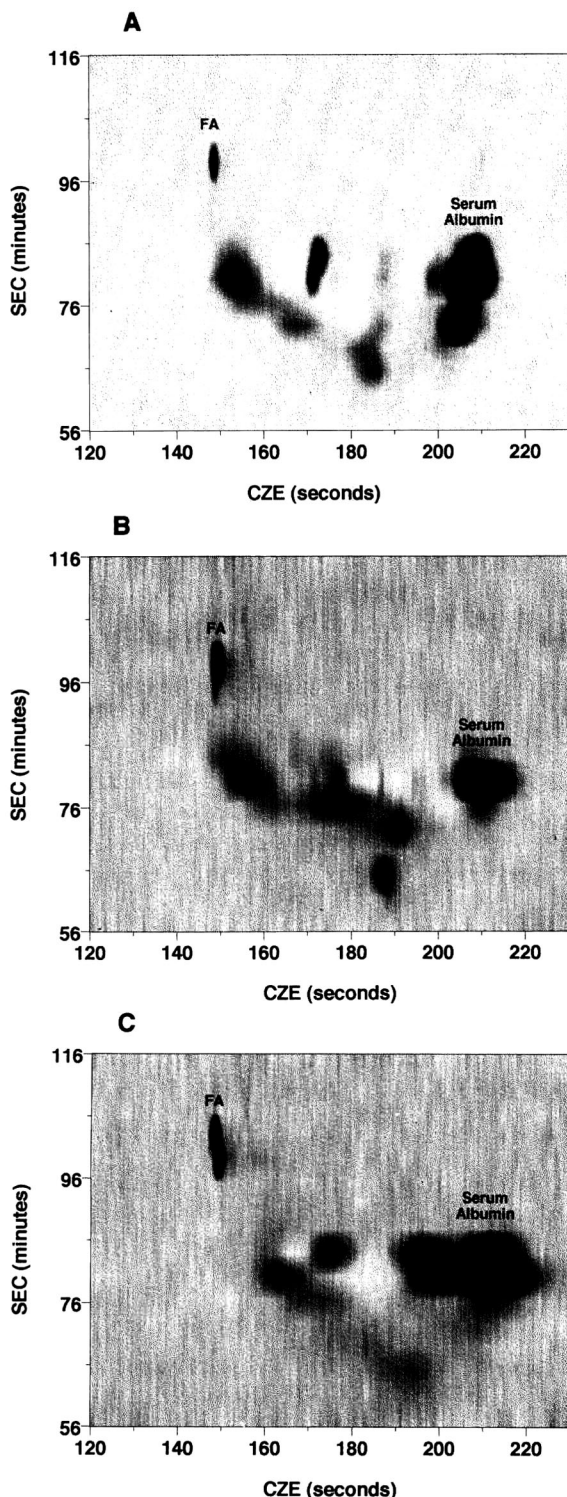 A
116
FA
96
Serum
Albumin
SEC (minutes)
76
56
120 140 160 180 200 220
CZE (seconds)
B
116
FA
96
Serum
Albumin
SEC (minutes)
76
56
120 140 160 180 200 220
CZE (seconds)
C
116
FA
96
Serum
Albumin
SEC (minutes)
76
56
120 140 160 180 200 220
CZE (seconds)